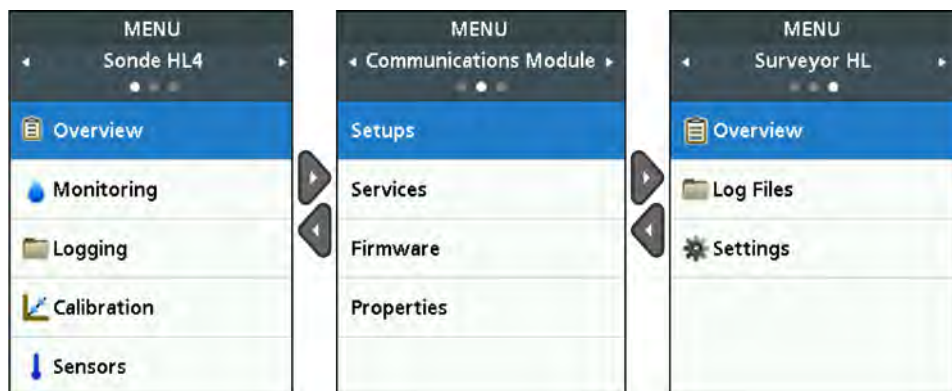 MENU
Sonde HL4
Overview
Monitoring
Logging
Calibration
Sensors
MENU
Communications Module
Setups
Services
Firmware
Properties
MENU
Surveyor HL
Overview
Log Files
Settings